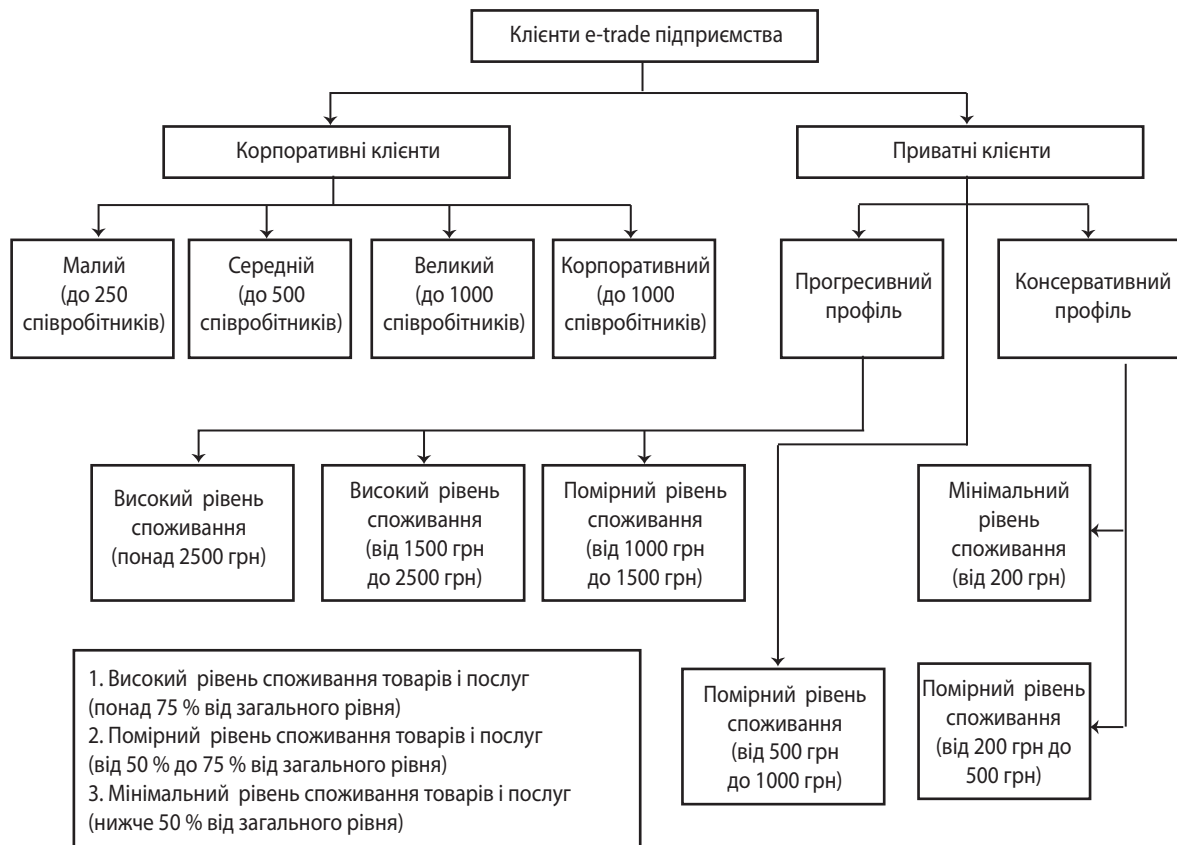 Клієнти e-trade підприємства
Корпоративні клієнти
Приватні клієнти
Малий
(до 250
співробітників)
Середній
(до 500
співробітників)
Великий
(до 1000
співробітників)
Корпоративний
(до 1000
співробітників)
Прогресивний
профіль
Консервативний
профіль
Високий рівень
споживання
(понад 2500 грн)
Високий рівень
споживання
(від 1500 грн
до 2500 грн)
Помірний рівень
споживання
(від 1000 грн
до 1500 грн)
Мінімальний
рівень
споживання
(від 200 грн)
1. Високий рівень споживання товарів і послуг
(понад 75 % від загального рівня)
2. Помірний рівень споживання товарів і послуг
(від 50 % до 75 % від загального рівня)
3. Мінімальний рівень споживання товарів і послуг
(нижче 50 % від загального рівня)
Помірний рівень
споживання
(від 500 грн
до 1000 грн)
Помірний рівень
споживання
(від 200 грн до
500 грн)